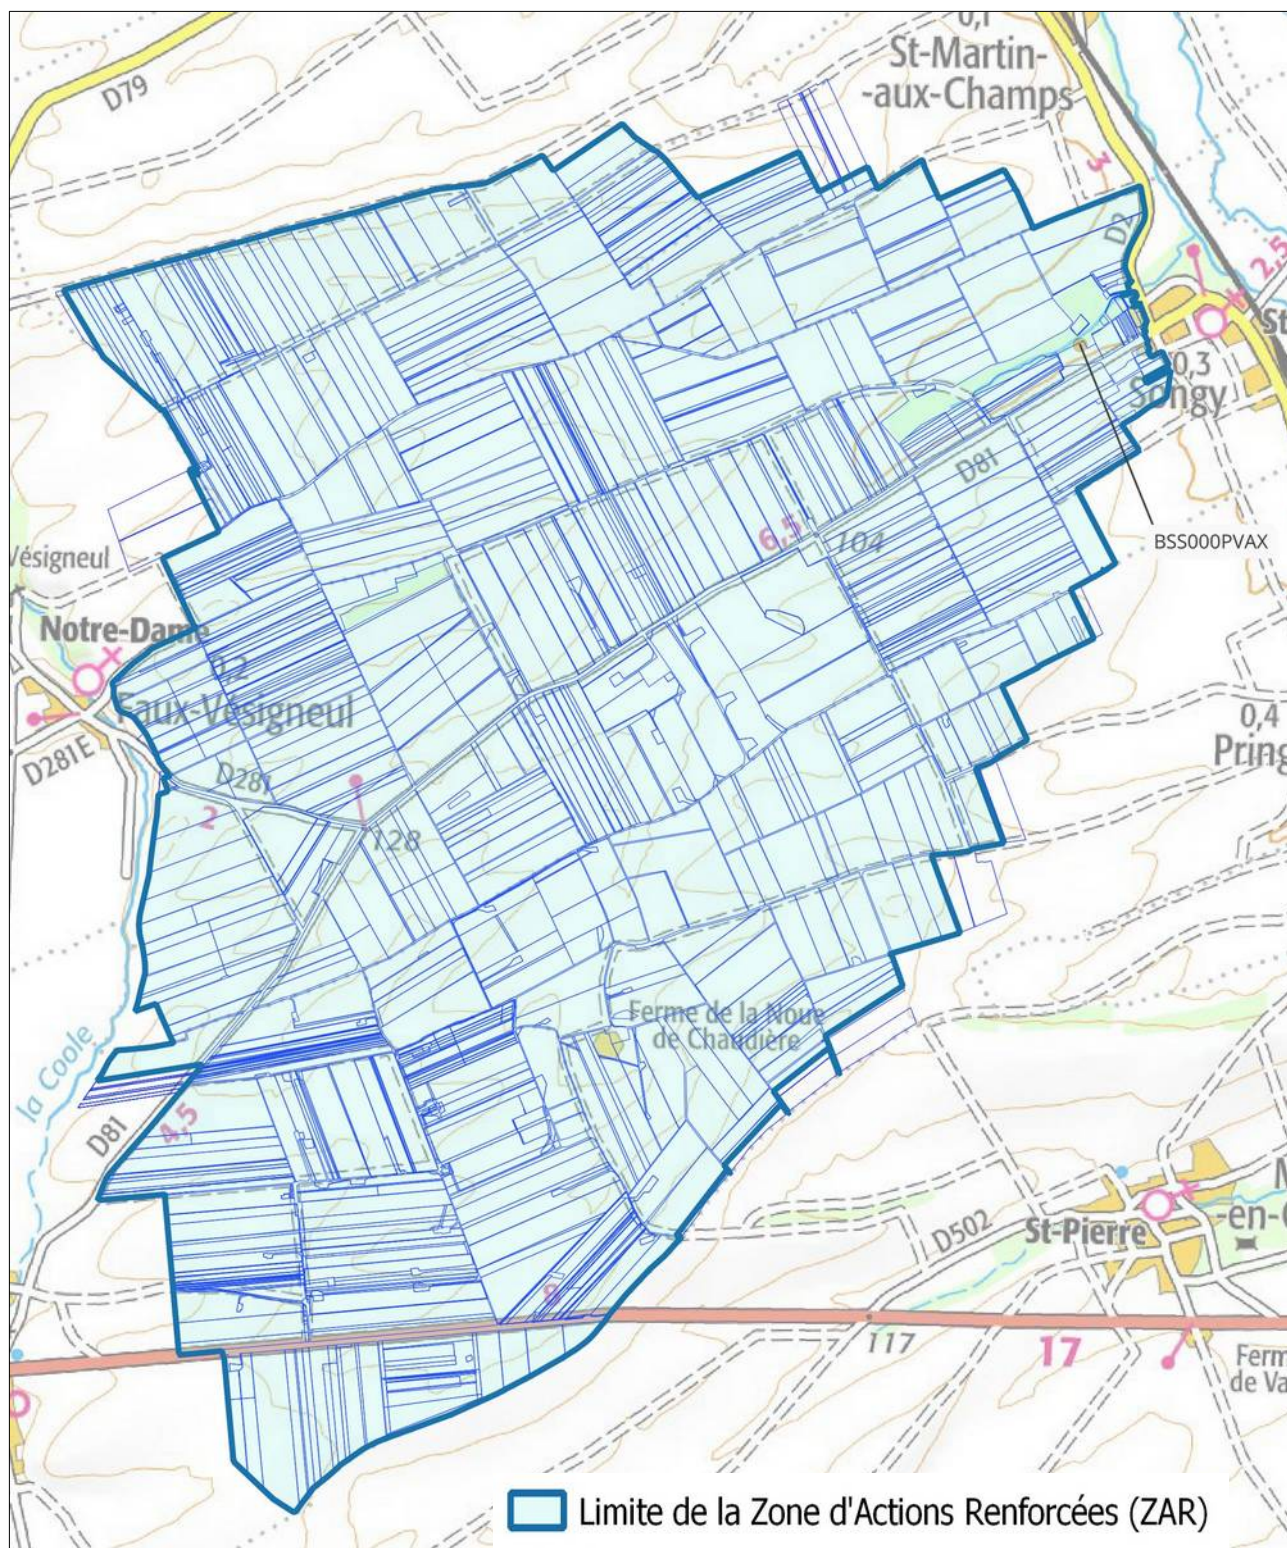 0,1
St-Martin-
-aux-Champs
D79
3
D2
2,5
St
0,3
Songy
D81
6,5
104
BSS000PVAX
Vésigneul
Notre-Dame
0,2
Faux-Vésigneul
0,4
Pring
D281E
D281
2
128
Ferme de la Noue
de Chaudière
la Coole
D81
4,5
D502
St-Pierre
-en-
8
117
17
Ferm
de Va
Limite de la Zone d'Actions Renforcées (ZAR)